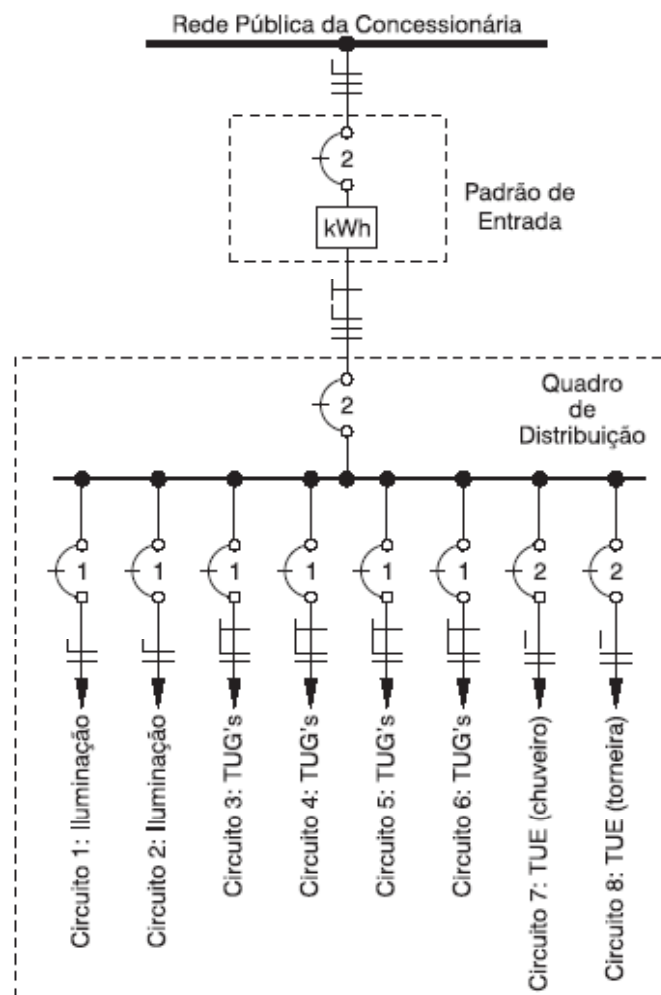 Rede Pública da Concessionária
2
kWh
Padrão de
Entrada
2
Quadro
de
Distribuição
1
1
1
1
1
1
2
2
Circuito 1: Iluminação
Circuito 2: Iluminação
Circuito 3: TUG's
Circuito 4: TUG's
Circuito 5: TUG's
Circuito 6: TUG's
Circuito 7: TUE (chuveiro)
Circuito 8: TUE (torneira)